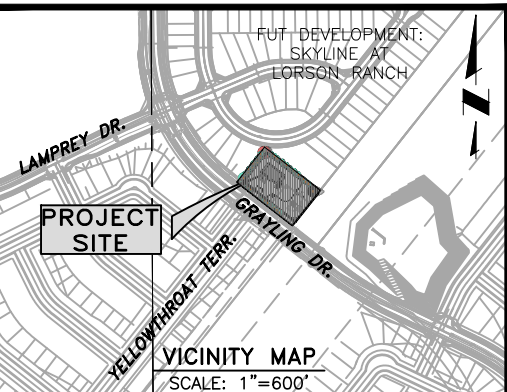 FUT DEVELOPMENT:
SKYLINE AT
LORSON RANCH
LAMPREY DR.
PROJECT
SITE
GRAYLING DR.
YELLOWTHROAT TERR.
VICINITY MAP
SCALE: 1"=600'